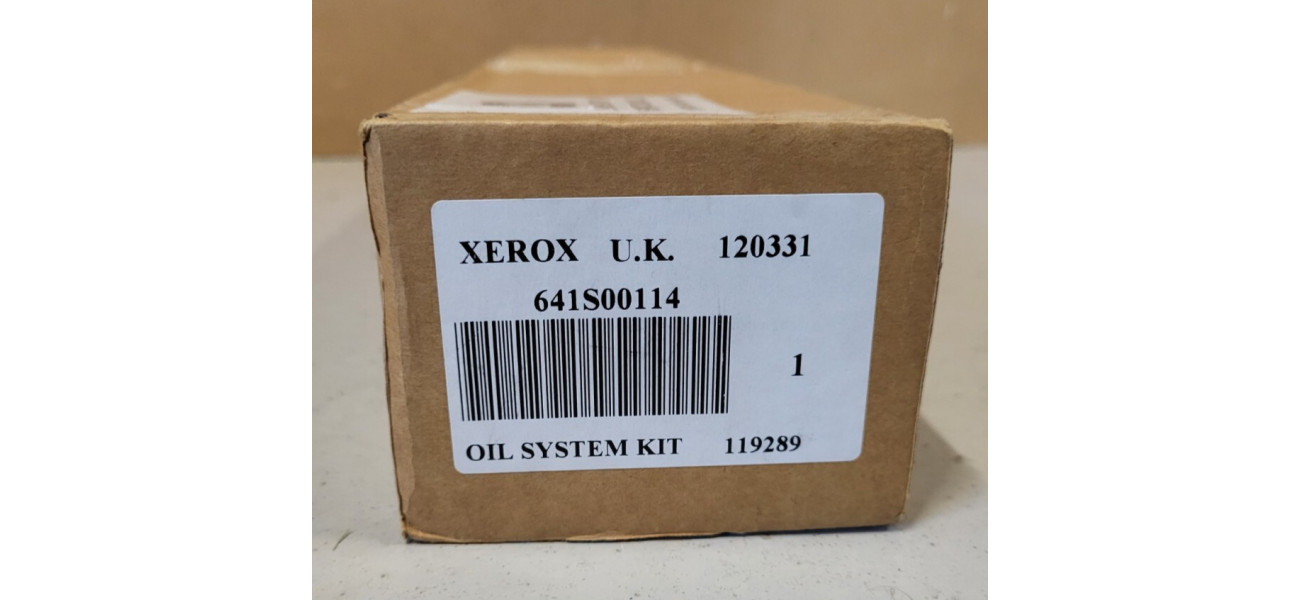 XEROX U.K. 120331
641S00114
1
OIL SYSTEM KIT 119289